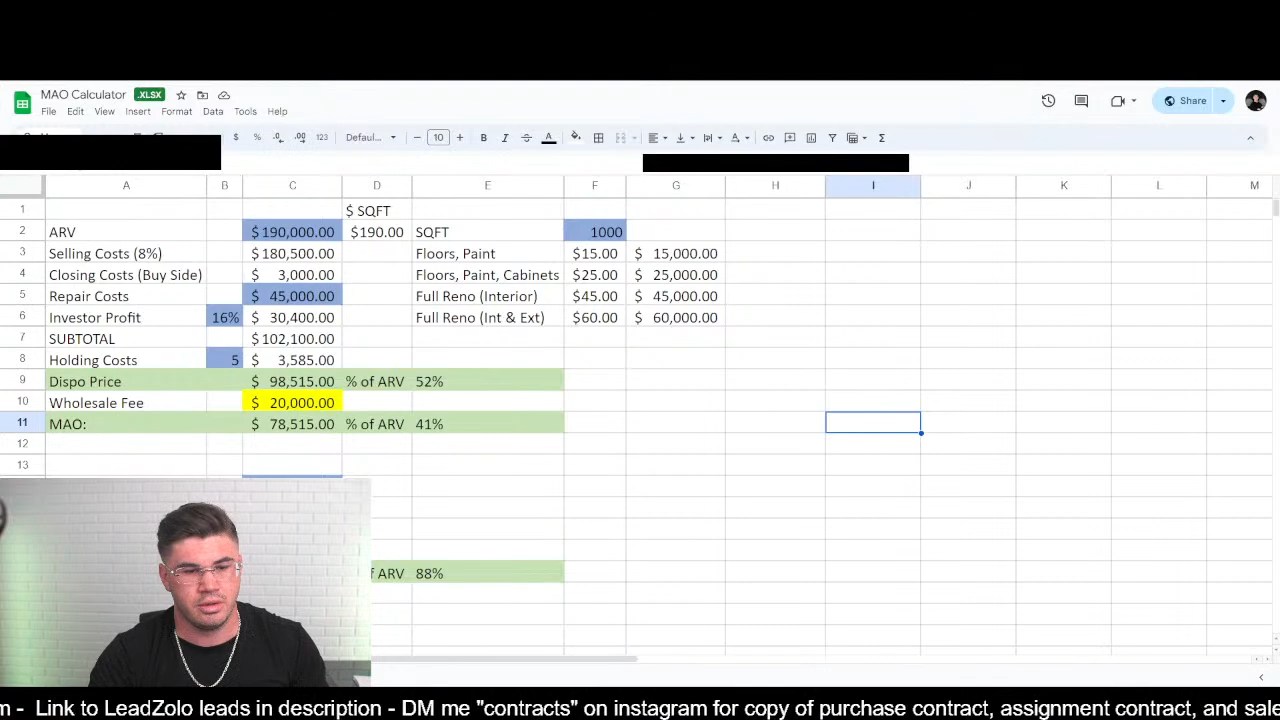 MAO Calculator .XLSX
File Edit View Insert Format Data Tools Help
Share
$ % .0 .00 123 Defaul... − 10 + B I A Σ
A B C D E F G H I J K L M
1 $ SQFT
2 ARV $190,000.00 $190.00 SQFT 1000
3 Selling Costs (8%) $180,500.00 Floors, Paint $15.00 $ 15,000.00
4 Closing Costs (Buy Side) $ 3,000.00 Floors, Paint, Cabinets $25.00 $ 25,000.00
5 Repair Costs $ 45,000.00 Full Reno (Interior) $45.00 $ 45,000.00
6 Investor Profit 16% $ 30,400.00 Full Reno (Int & Ext) $60.00 $ 60,000.00
7 SUBTOTAL $102,100.00
8 Holding Costs 5 $ 3,585.00
9 Dispo Price $ 98,515.00 % of ARV 52%
10 Wholesale Fee $ 20,000.00
11 MAO: $ 78,515.00 % of ARV 41%
12
13
ARV 88%
Link to LeadZolo leads in description - DM me "contracts" on instagram for copy of purchase contract, assignment contract, and